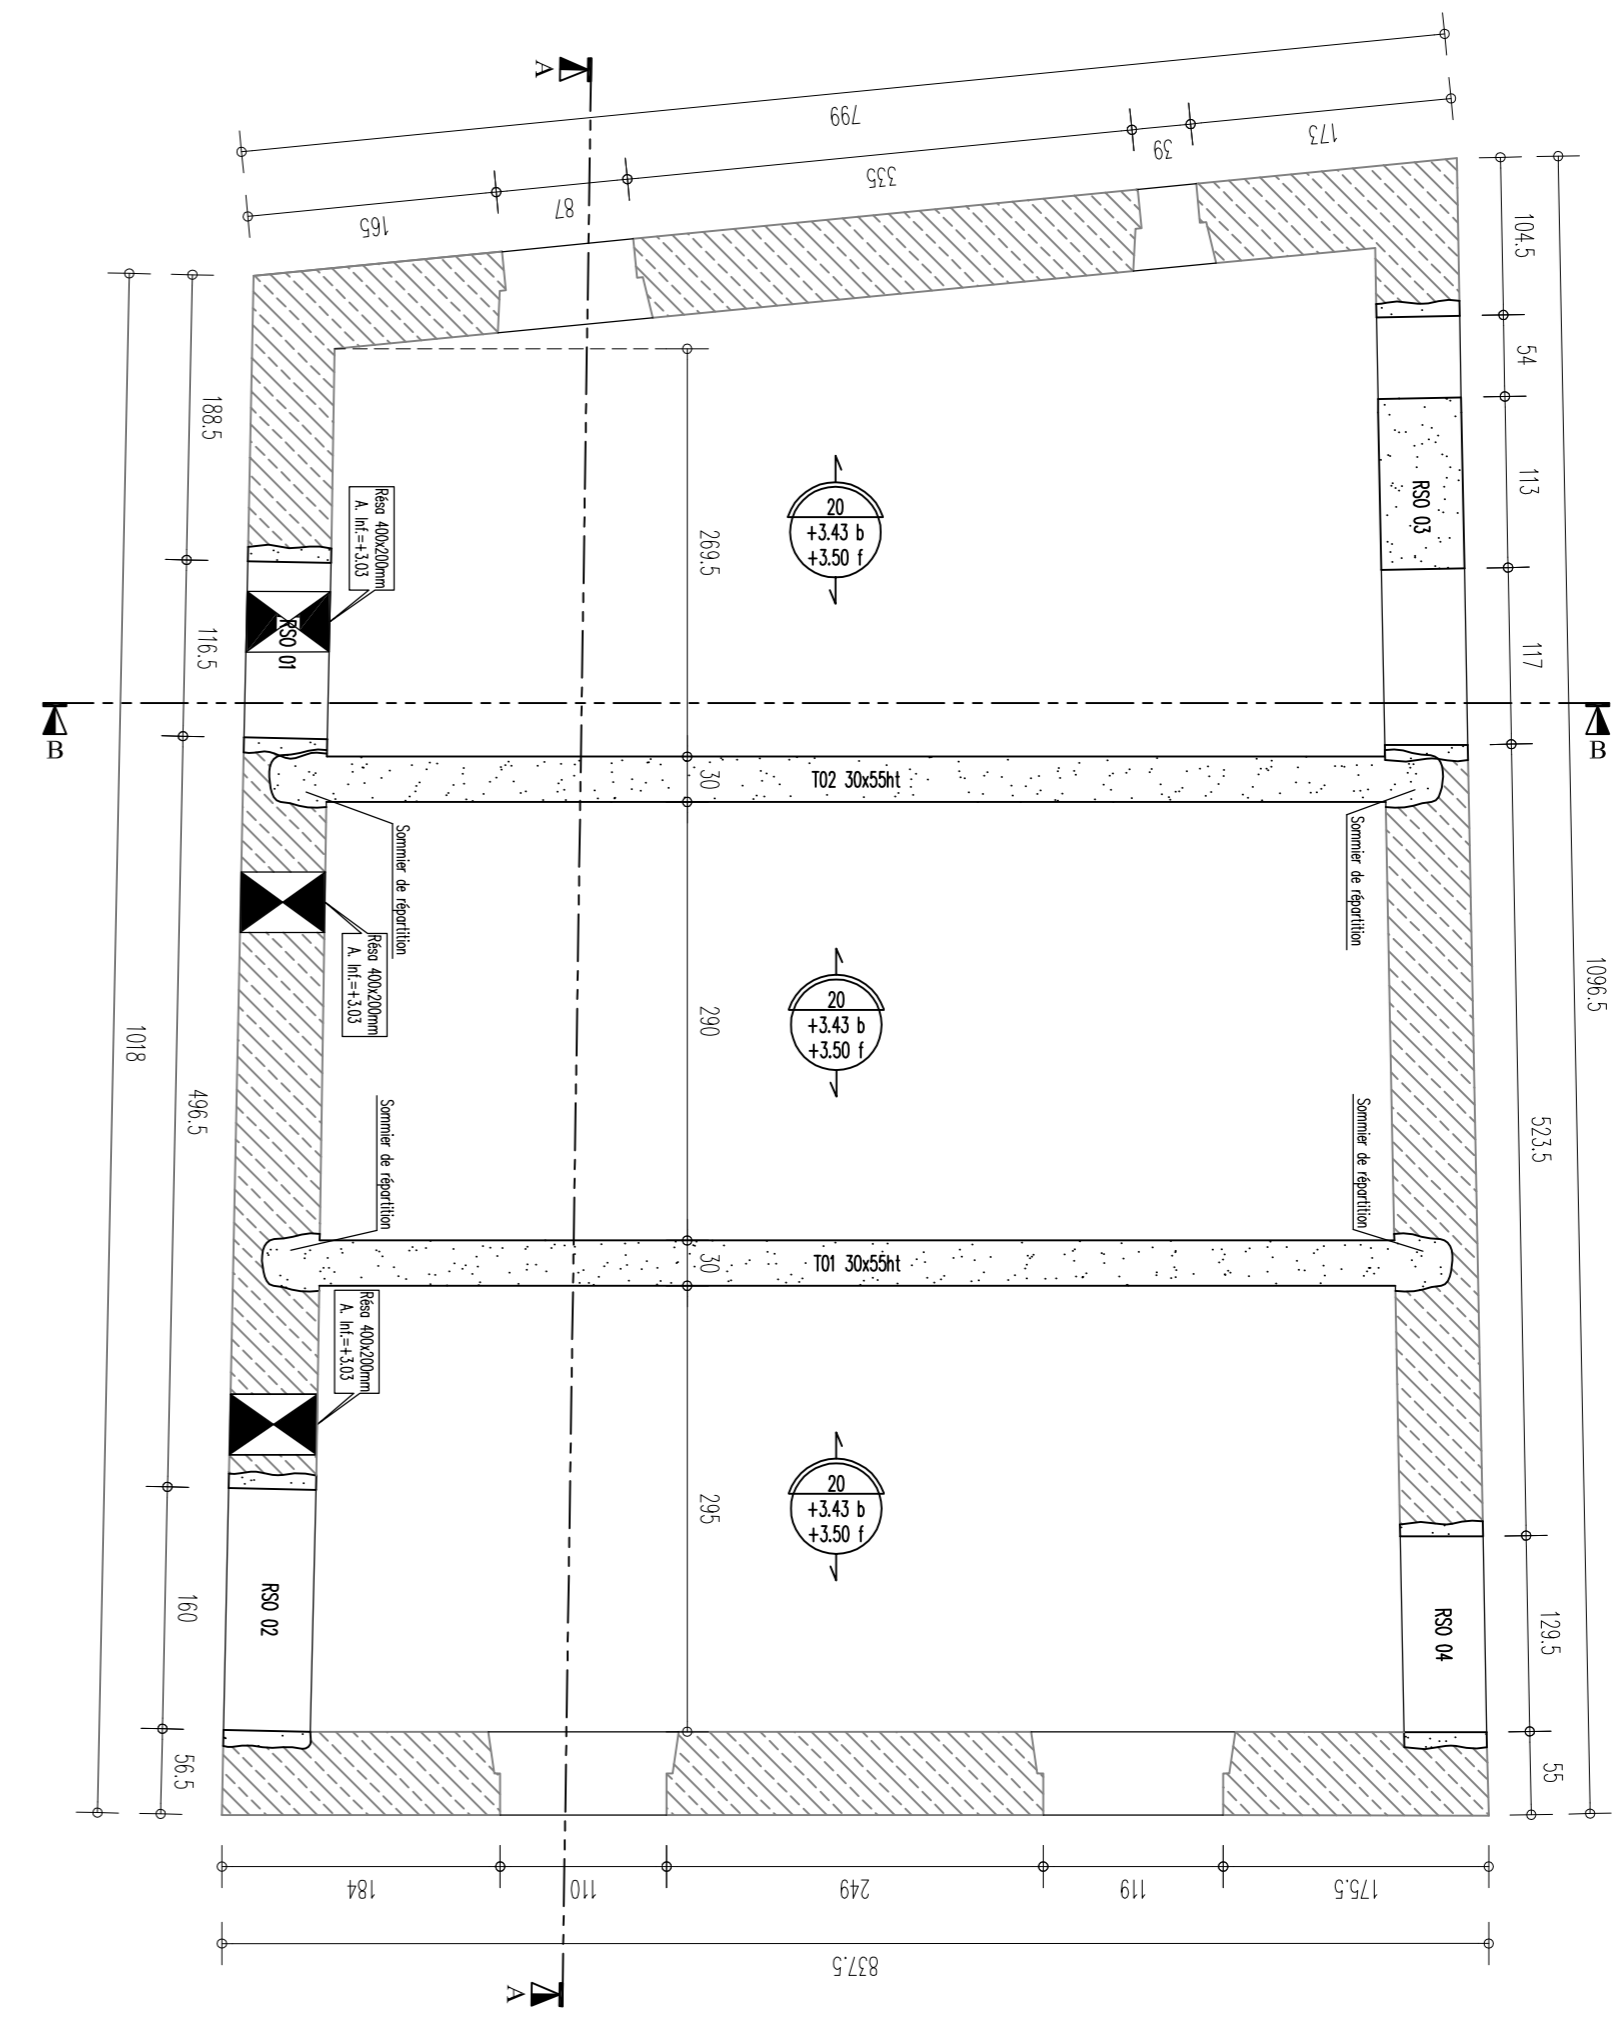 A
799
173
39
335
87
165
104.5
54
113
117
1096.5
523.5
129.5
55
188.5
116.5
1018
496.5
160
56.5
RSO 03
Résa 400x200mm
A. Inf.=+3.03
RSO 01
269.5
20
+3.43 b
+3.50 f
B
B
30
T02 30x55ht
Sommier de répartition
Sommier de répartition
Résa 400x200mm
A. Inf.=+3.03
290
20
+3.43 b
+3.50 f
Sommier de répartition
Sommier de répartition
30
T01 30x55ht
Résa 400x200mm
A. Inf.=+3.03
295
20
+3.43 b
+3.50 f
RSO 02
RSO 04
184
110
249
119
175.5
837.5
A